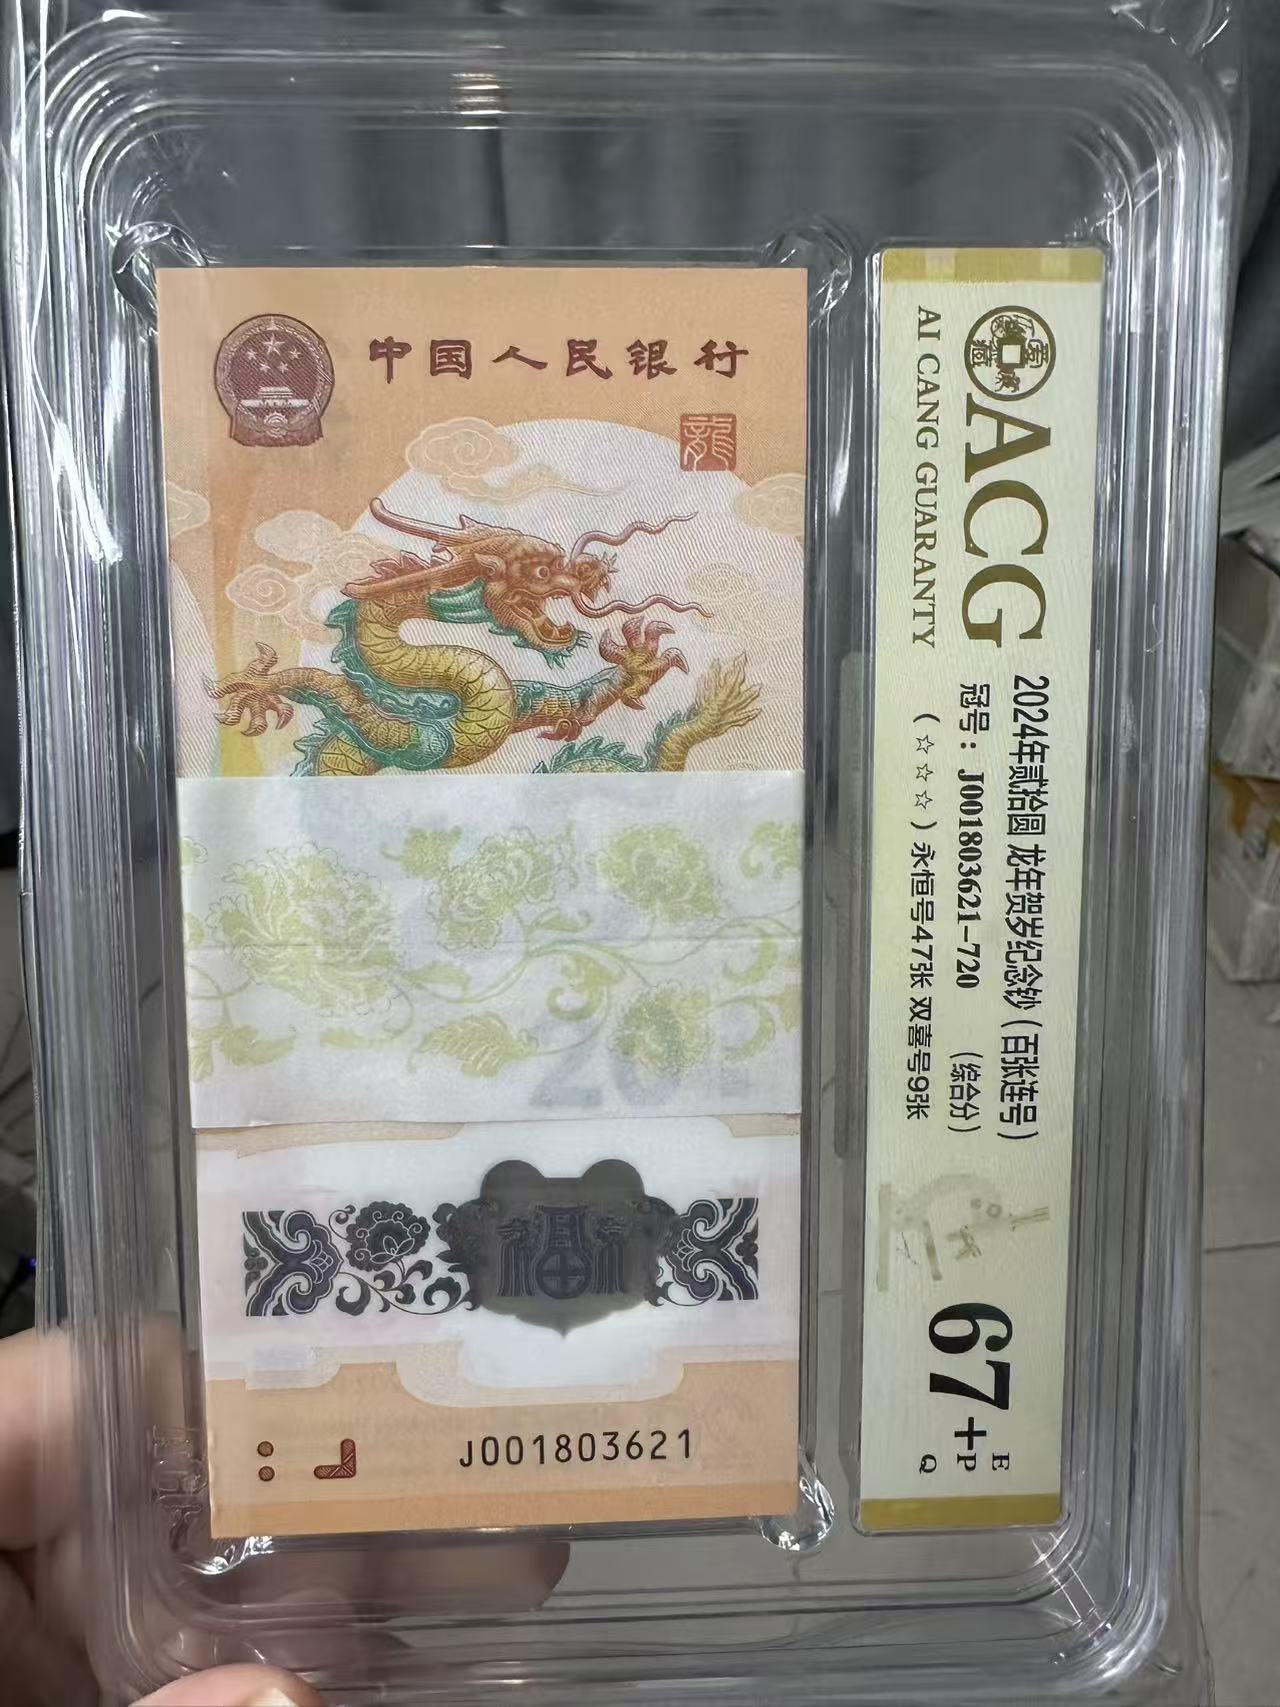 中国人民银行
龍
福
J001803621
ACG
AI CANG GUARANTY
2024年贰拾圆 龙年贺岁纪念钞（百张连号）
冠号：J001803621-720 （综合分）
（☆☆☆）永恒号47张 双喜号9张
67+
E
P
Q